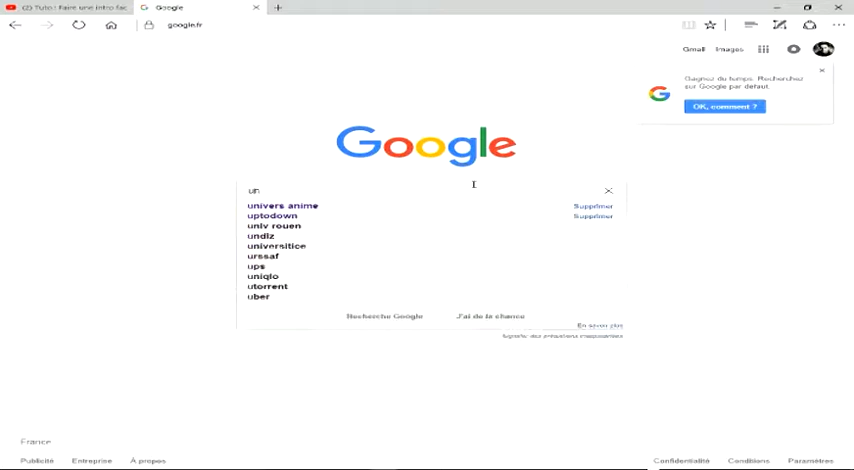 (2) Tuto : Faire une intro fac
Google
google.fr
Gmail Images
Gagnez du temps. Recherchez
sur Google par défaut.
OK, comment ?
Google
un
univers anime Supprimer
uptodown Supprimer
univ rouen
undiz
universitice
urssaf
ups
uniqlo
utorrent
uber
Recherche Google J'ai de la chance
En savoir plus
Signaler des prédictions inappropriées
France
Publicité Entreprise À propos
Confidentialité Conditions Paramètres